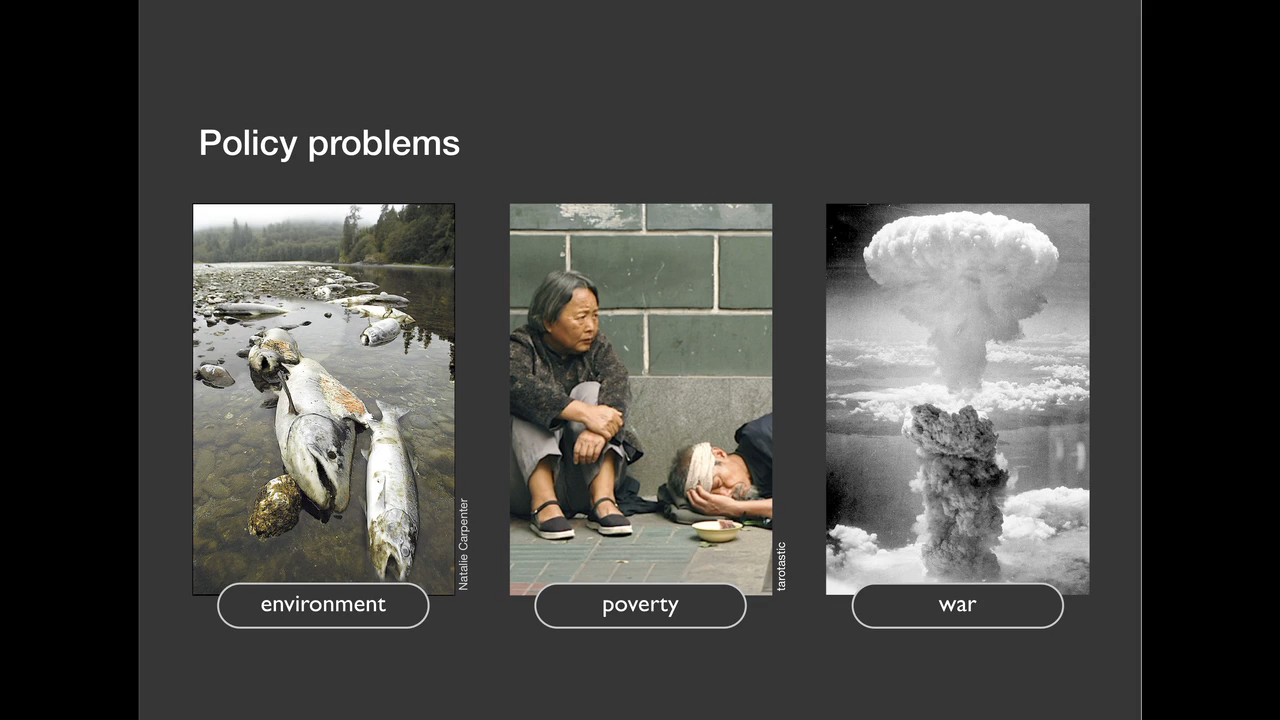 Policy problems
Natalie Carpenter
tarotastic
environment
poverty
war